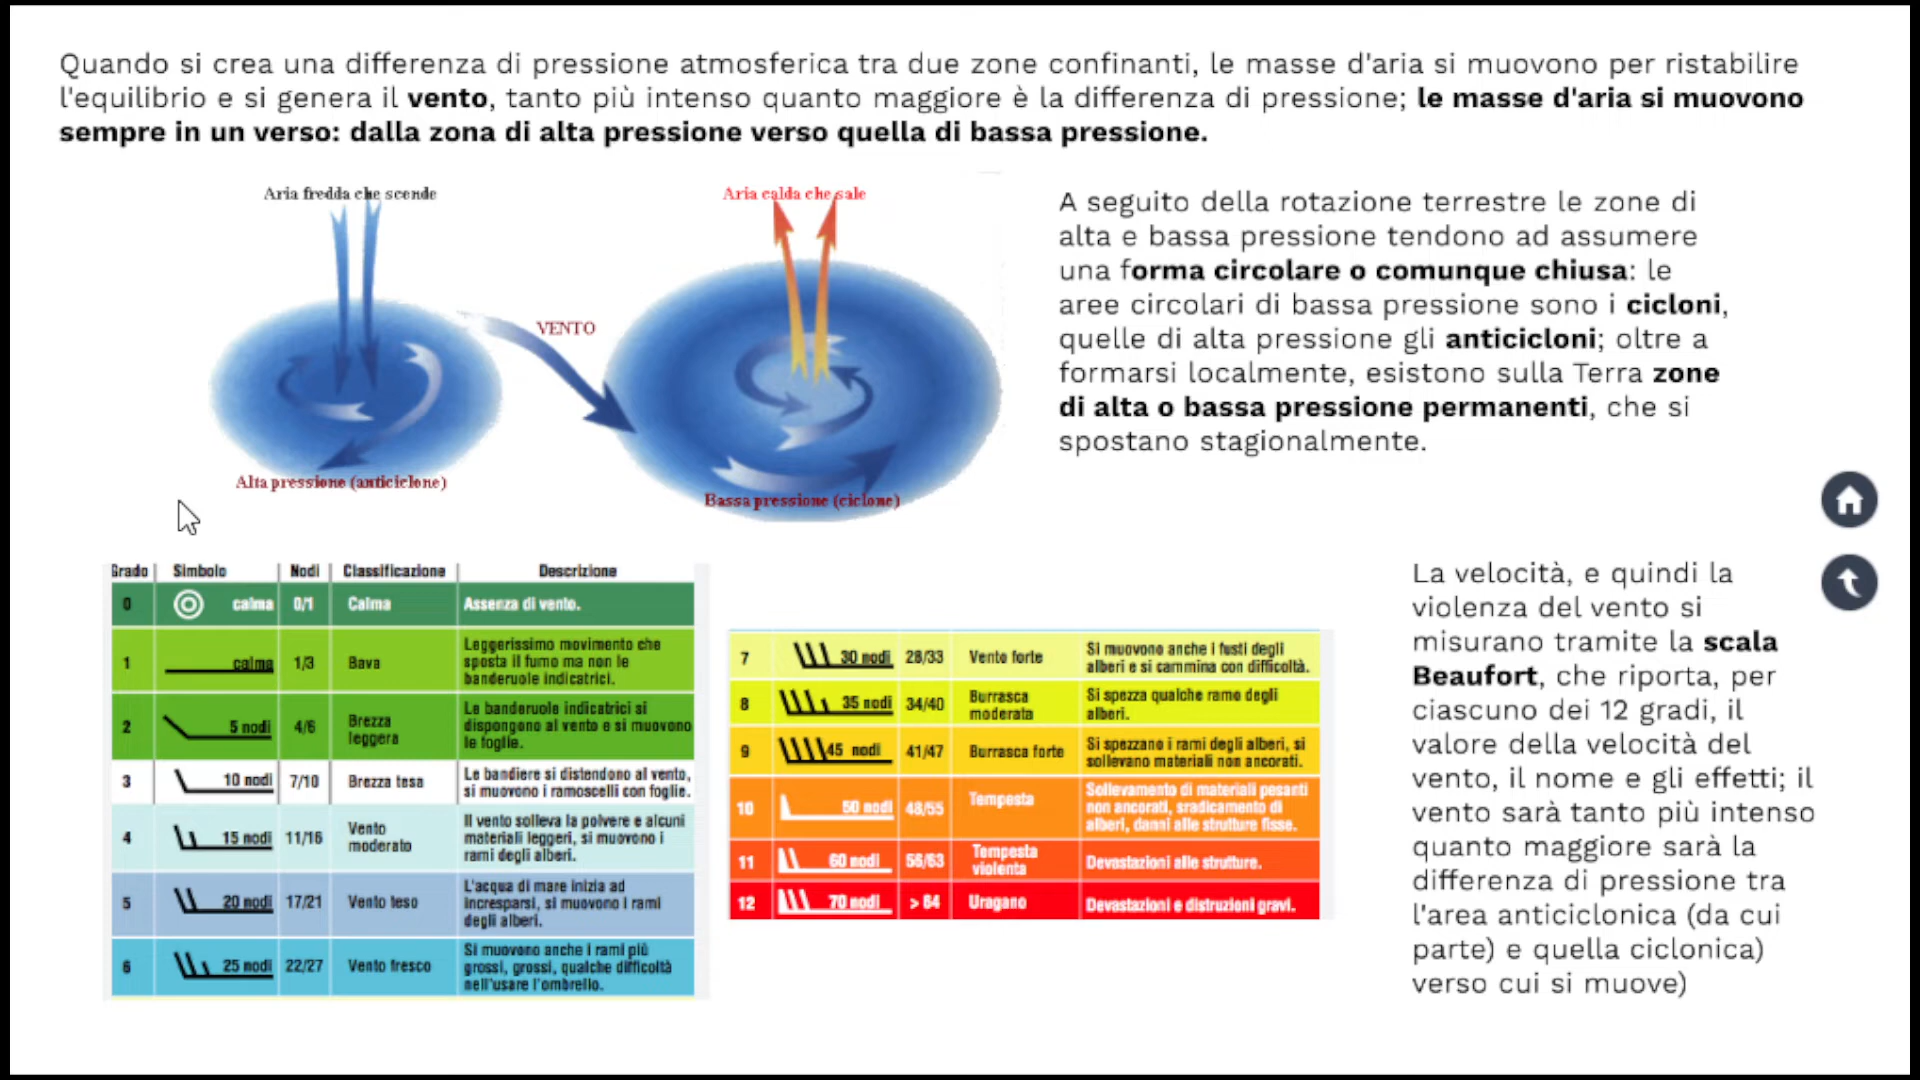 Quando si crea una differenza di pressione atmosferica tra due zone confinanti, le masse d'aria si muovono per ristabilire
l'equilibrio e si genera il vento, tanto più intenso quanto maggiore è la differenza di pressione; le masse d'aria si muovono
sempre in un verso: dalla zona di alta pressione verso quella di bassa pressione.
Aria fredda che scende
Aria calda che sale
VENTO
Alta pressione (anticiclone)
Bassa pressione (ciclone)
A seguito della rotazione terrestre le zone di
alta e bassa pressione tendono ad assumere
una forma circolare o comunque chiusa: le
aree circolari di bassa pressione sono i cicloni,
quelle di alta pressione gli anticicloni; oltre a
formarsi localmente, esistono sulla Terra zone
di alta o bassa pressione permanenti, che si
spostano stagionalmente.
Grado Simbolo Nodi Classificazione Descrizione
0 calma 0/1 Calma Assenza di vento.
1 calma 1/3 Bava Leggerissimo movimento che
sposta il fumo ma non le
banderuole indicatrici.
2 5 nodi 4/6 Brezza leggera Le banderuole indicatrici si
dispongono al vento e si muovono
le foglie.
3 10 nodi 7/10 Brezza tesa Le bandiere si distendono al vento,
si muovono i ramoscelli con foglie.
4 15 nodi 11/16 Vento moderato Il vento solleva la polvere e alcuni
materiali leggeri, si muovono i
rami degli alberi.
5 20 nodi 17/21 Vento teso L'acqua di mare inizia ad
incresparsi, si muovono i rami
degli alberi.
6 25 nodi 22/27 Vento fresco Si muovono anche i rami più
grossi, grossi, qualche difficoltà
nell'usare l'ombrello.
7 30 nodi 28/33 Vento forte Si muovono anche i fusti degli
alberi e si cammina con difficoltà.
8 35 nodi 34/40 Burrasca moderata Si spezza qualche ramo degli
alberi.
9 45 nodi 41/47 Burrasca forte Si spezzano i rami degli alberi, si
sollevano materiali non ancorati.
10 50 nodi 48/55 Tempesta Sollevamento di materiali pesanti
non ancorati, sradicamento di
alberi, danni alle strutture fisse.
11 60 nodi 56/63 Tempesta violenta Devastazioni alle strutture.
12 70 nodi > 64 Uragano Devastazioni e distruzioni gravi.
La velocità, e quindi la
violenza del vento si
misurano tramite la scala
Beaufort, che riporta, per
ciascuno dei 12 gradi, il
valore della velocità del
vento, il nome e gli effetti; il
vento sarà tanto più intenso
quanto maggiore sarà la
differenza di pressione tra
l'area anticiclonica (da cui
parte) e quella ciclonica)
verso cui si muove)